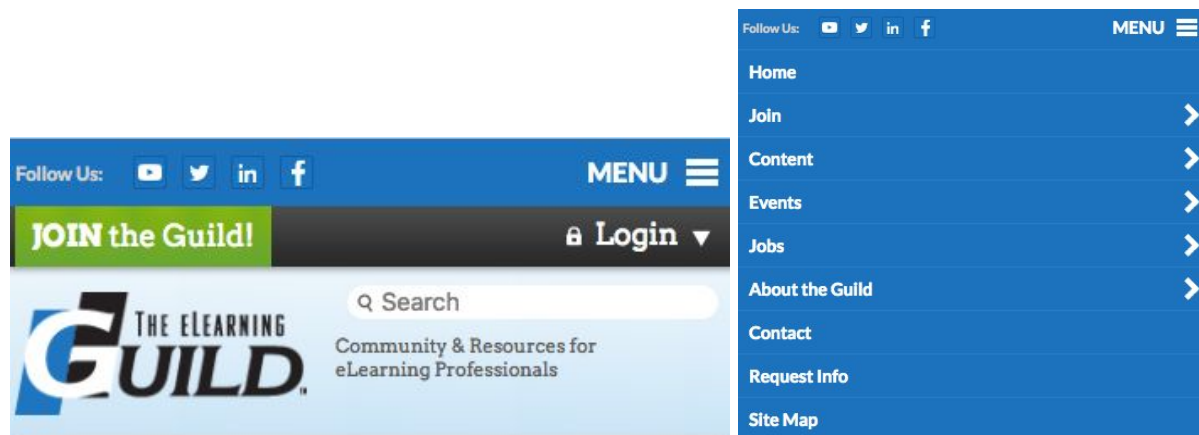 Follow Us: MENU
JOIN the Guild! Login
THE ELEARNING
GUILD
Search
Community & Resources for
eLearning Professionals
Follow Us: MENU
Home
Join
Content
Events
Jobs
About the Guild
Contact
Request Info
Site Map